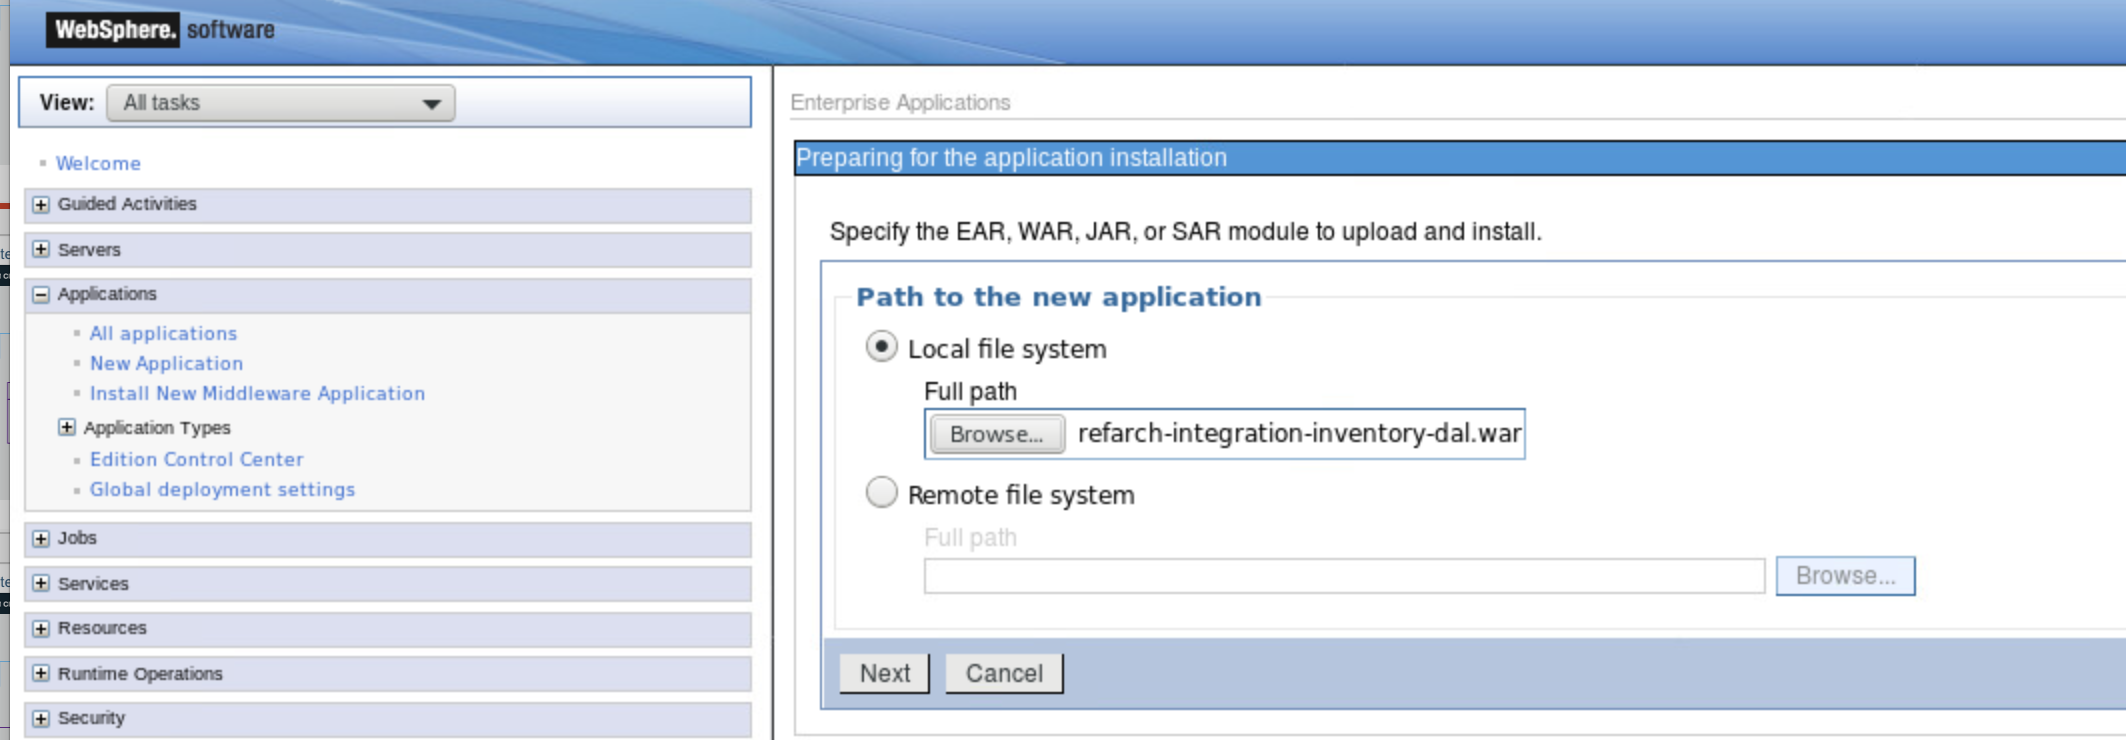 WebSphere. software
View: All tasks
Welcome
Guided Activities
Servers
Applications
All applications
New Application
Install New Middleware Application
Application Types
Edition Control Center
Global deployment settings
Jobs
Services
Resources
Runtime Operations
Security
Enterprise Applications
Preparing for the application installation
Specify the EAR, WAR, JAR, or SAR module to upload and install.
Path to the new application
Local file system
Full path
Browse... refarch-integration-inventory-dal.war
Remote file system
Full path
Browse...
Next Cancel